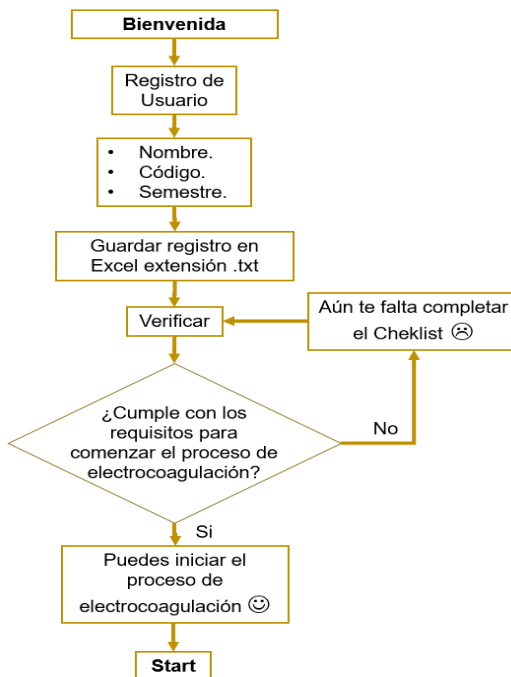 Bienvenida
Registro de
Usuario
• Nombre.
• Código.
• Semestre.
Guardar registro en
Excel extensión .txt
Verificar
Aún te falta completar
el Cheklist ☹
¿Cumple con los
requisitos para
comenzar el proceso de
electrocoagulación?
No
Si
Puedes iniciar el
proceso de
electrocoagulación ☺
Start